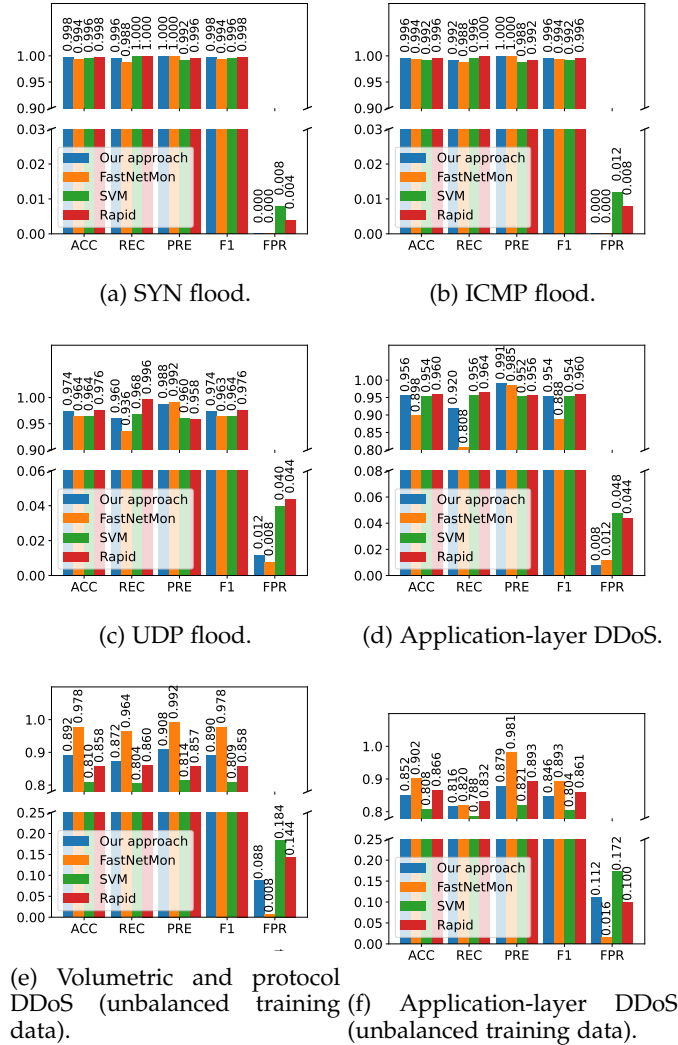 0.998 0.994 0.996 0.998 0.996 0.988 1.000 1.000 1.000 1.000 0.992 0.996 0.998 0.994 0.996 0.998
1.00
0.95
0.90
0.03
0.02
0.01
0.00
Our approach
FastNetMon
SVM
Rapid
0.000 0.000 0.008 0.004
ACC REC PRE F1 FPR
(a) SYN flood.
0.996 0.994 0.992 0.996 0.992 0.988 0.996 1.000 1.000 1.000 0.988 0.992 0.996 0.994 0.992 0.996
1.00
0.95
0.90
0.03
0.02
0.01
0.00
Our approach
FastNetMon
SVM
Rapid
0.000 0.000 0.012 0.008
ACC REC PRE F1 FPR
(b) ICMP flood.
0.974 0.964 0.964 0.976 0.960 0.936 0.968 0.996 0.988 0.992 0.960 0.958 0.974 0.963 0.964 0.976
1.00
0.95
0.90
0.06
0.04
0.02
0.00
Our approach
FastNetMon
SVM
Rapid
0.012 0.008 0.040 0.044
ACC REC PRE F1 FPR
(c) UDP flood.
0.956 0.898 0.954 0.960 0.920 0.808 0.956 0.964 0.991 0.985 0.952 0.956 0.954 0.888 0.954 0.960
1.00
0.95
0.90
0.85
0.80
0.08
0.06
0.04
0.02
0.00
Our approach
FastNetMon
SVM
Rapid
0.008 0.012 0.048 0.044
ACC REC PRE F1 FPR
(d) Application-layer DDoS.
0.892 0.978 0.810 0.858 0.872 0.964 0.804 0.860 0.908 0.992 0.814 0.857 0.890 0.978 0.809 0.858
1.0
0.9
0.8
0.25
0.20
0.15
0.10
0.05
0.00
Our approach
FastNetMon
SVM
Rapid
0.088 0.008 0.184 0.144
ACC REC PRE F1 FPR
(e) Volumetric and protocol
DDoS (unbalanced training
data).
0.852 0.902 0.808 0.866 0.816 0.820 0.788 0.832 0.879 0.981 0.821 0.893 0.846 0.893 0.804 0.861
1.0
0.9
0.8
0.25
0.20
0.15
0.10
0.05
0.00
Our approach
FastNetMon
SVM
Rapid
0.112 0.016 0.172 0.100
ACC REC PRE F1 FPR
(f) Application-layer DDoS
(unbalanced training data).